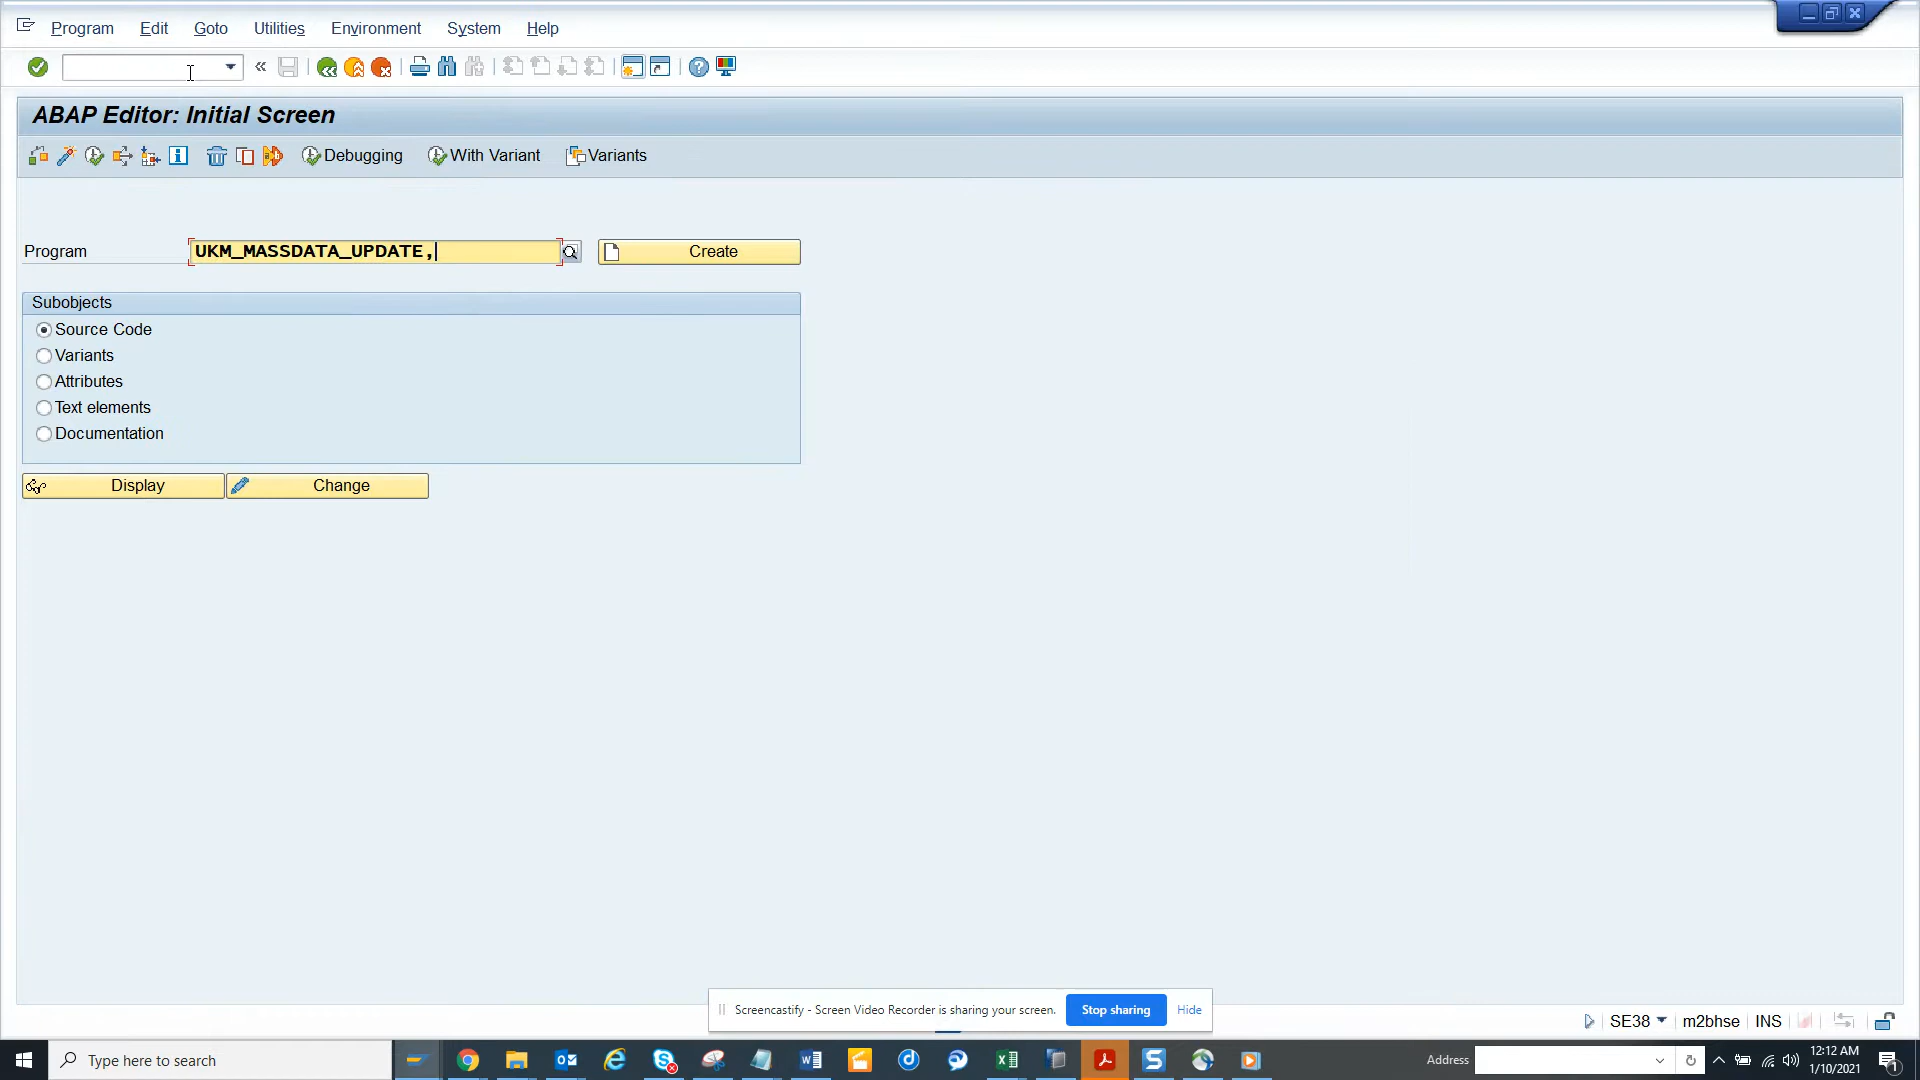 Program Edit Goto Utilities Environment System Help
ABAP Editor: Initial Screen
Debugging With Variant Variants
Program UKM_MASSDATA_UPDATE, Create
Subobjects
Source Code
Variants
Attributes
Text elements
Documentation
Display Change
Screencastify - Screen Video Recorder is sharing your screen. Stop sharing Hide
SE38 m2bhse INS
Type here to search
Address
12:12 AM
1/10/2021
1